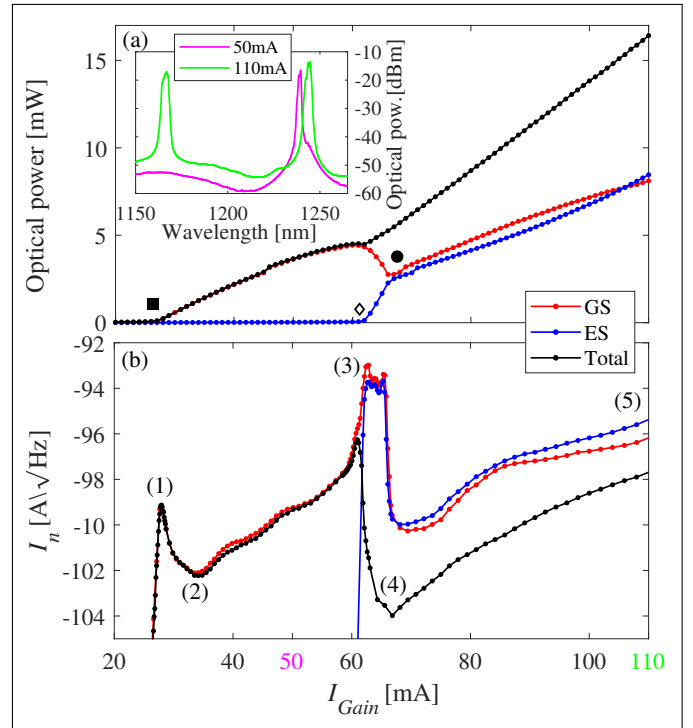 (a)
50mA
110mA
-10
-20
-30
-40
-50
-60
Optical pow.[dBm]
1150
1200
1250
Wavelength [nm]
15
10
5
0
Optical power [mW]
GS
ES
Total
(b)
-92
-94
-96
-98
-100
-102
-104
I_n [A\√Hz]
(1)
(2)
(3)
(4)
(5)
20
40
50
60
80
100
110
I_Gain [mA]